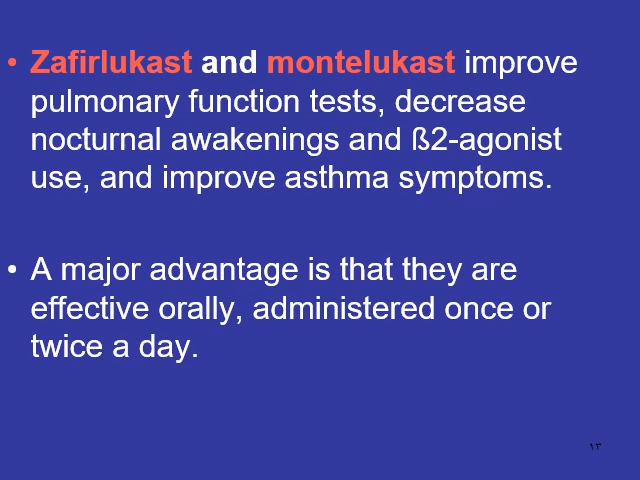 • Zafirlukast and montelukast improve
pulmonary function tests, decrease
nocturnal awakenings and ß2-agonist
use, and improve asthma symptoms.
• A major advantage is that they are
effective orally, administered once or
twice a day.
١٣